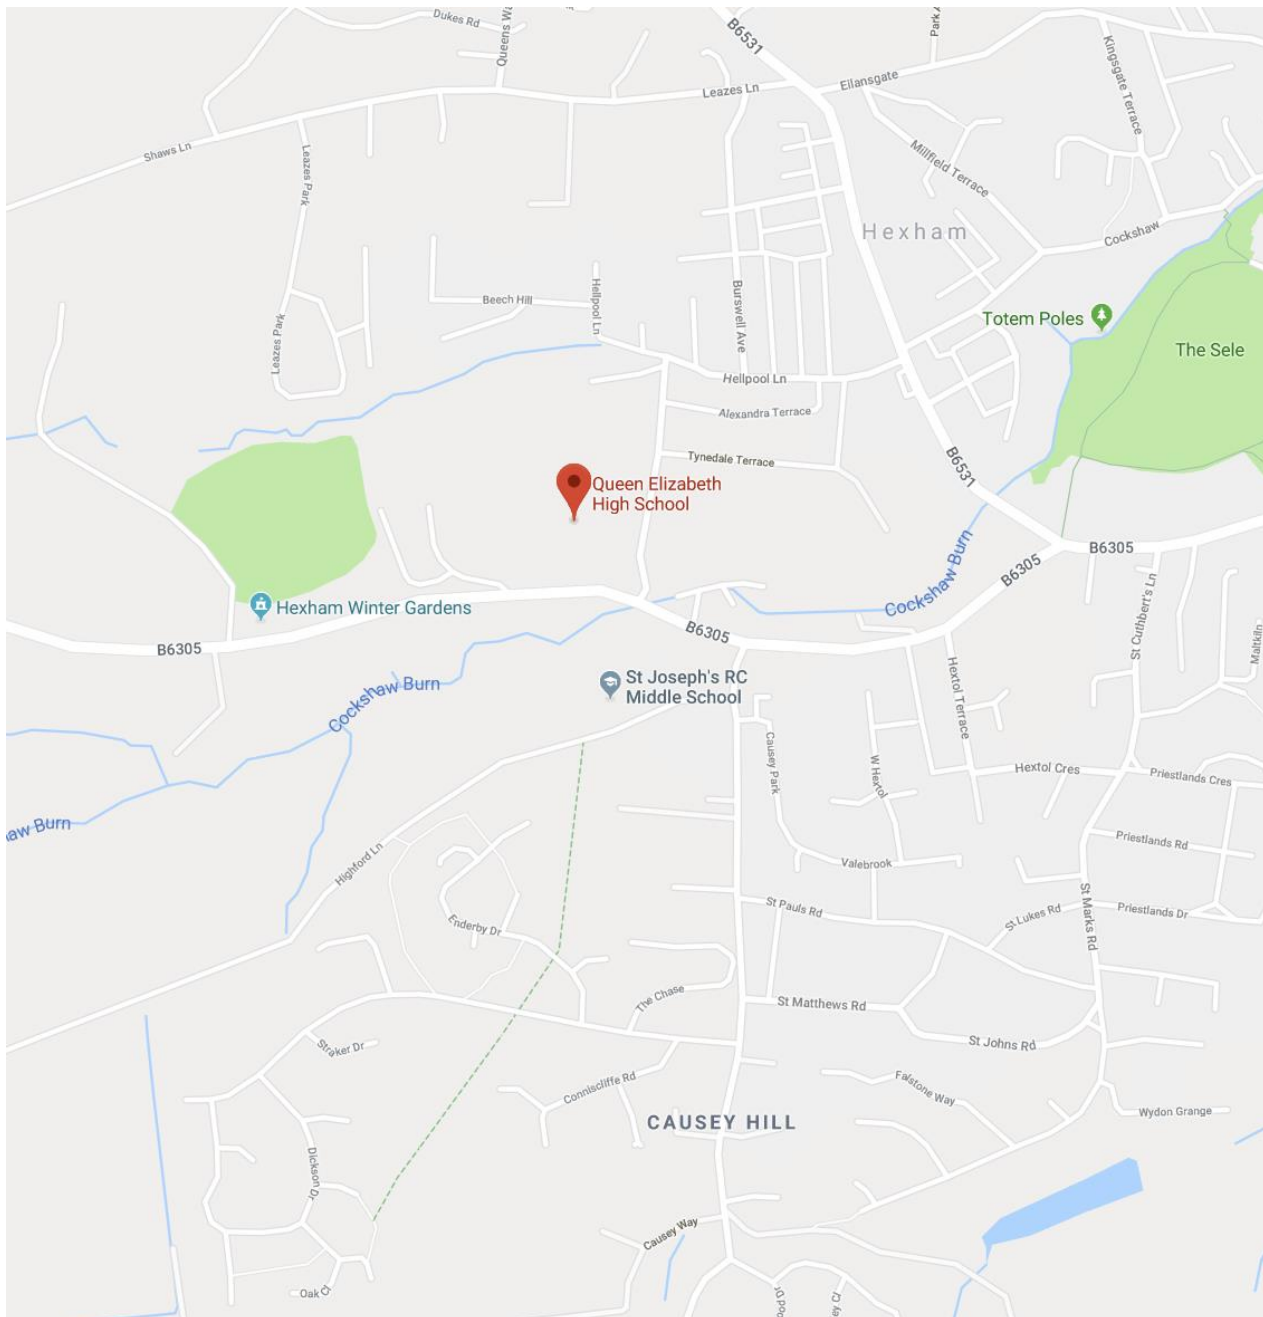 Dukes Rd
Queens Wa
B6531
Park A
Kingsgate Terrace
Leazes Ln
Eilansgate
Shaws Ln
Leazes Park
Millfield Terrace
Hexham
Cockshaw
Beech Hill
Hellpool Ln
Burswell Ave
Totem Poles
The Sele
Leazes Park
Hellpool Ln
Alexandra Terrace
Tynedale Terrace
B6531
Queen Elizabeth
High School
Cockshaw Burn
B6305
B6305
Hexham Winter Gardens
B6305
B6305
St Cuthbert's Ln
Maltkiln
St Joseph's RC
Middle School
Cockshaw Burn
Hextol Terrace
Causey Park
W Hextol
Hextol Cres
Priestlands Cres
aw Burn
Highford Ln
Valebrook
Priestlands Rd
St Pauls Rd
St Lukes Rd
Priestlands Dr
St Marks Rd
Enderby Dr
The Chase
St Matthews Rd
St Johns Rd
Straker Dr
Conniscliffe Rd
Falstone Way
Wydon Grange
CAUSEY HILL
Dickson Dr
Causey Way
Oak Cl
ey Cl